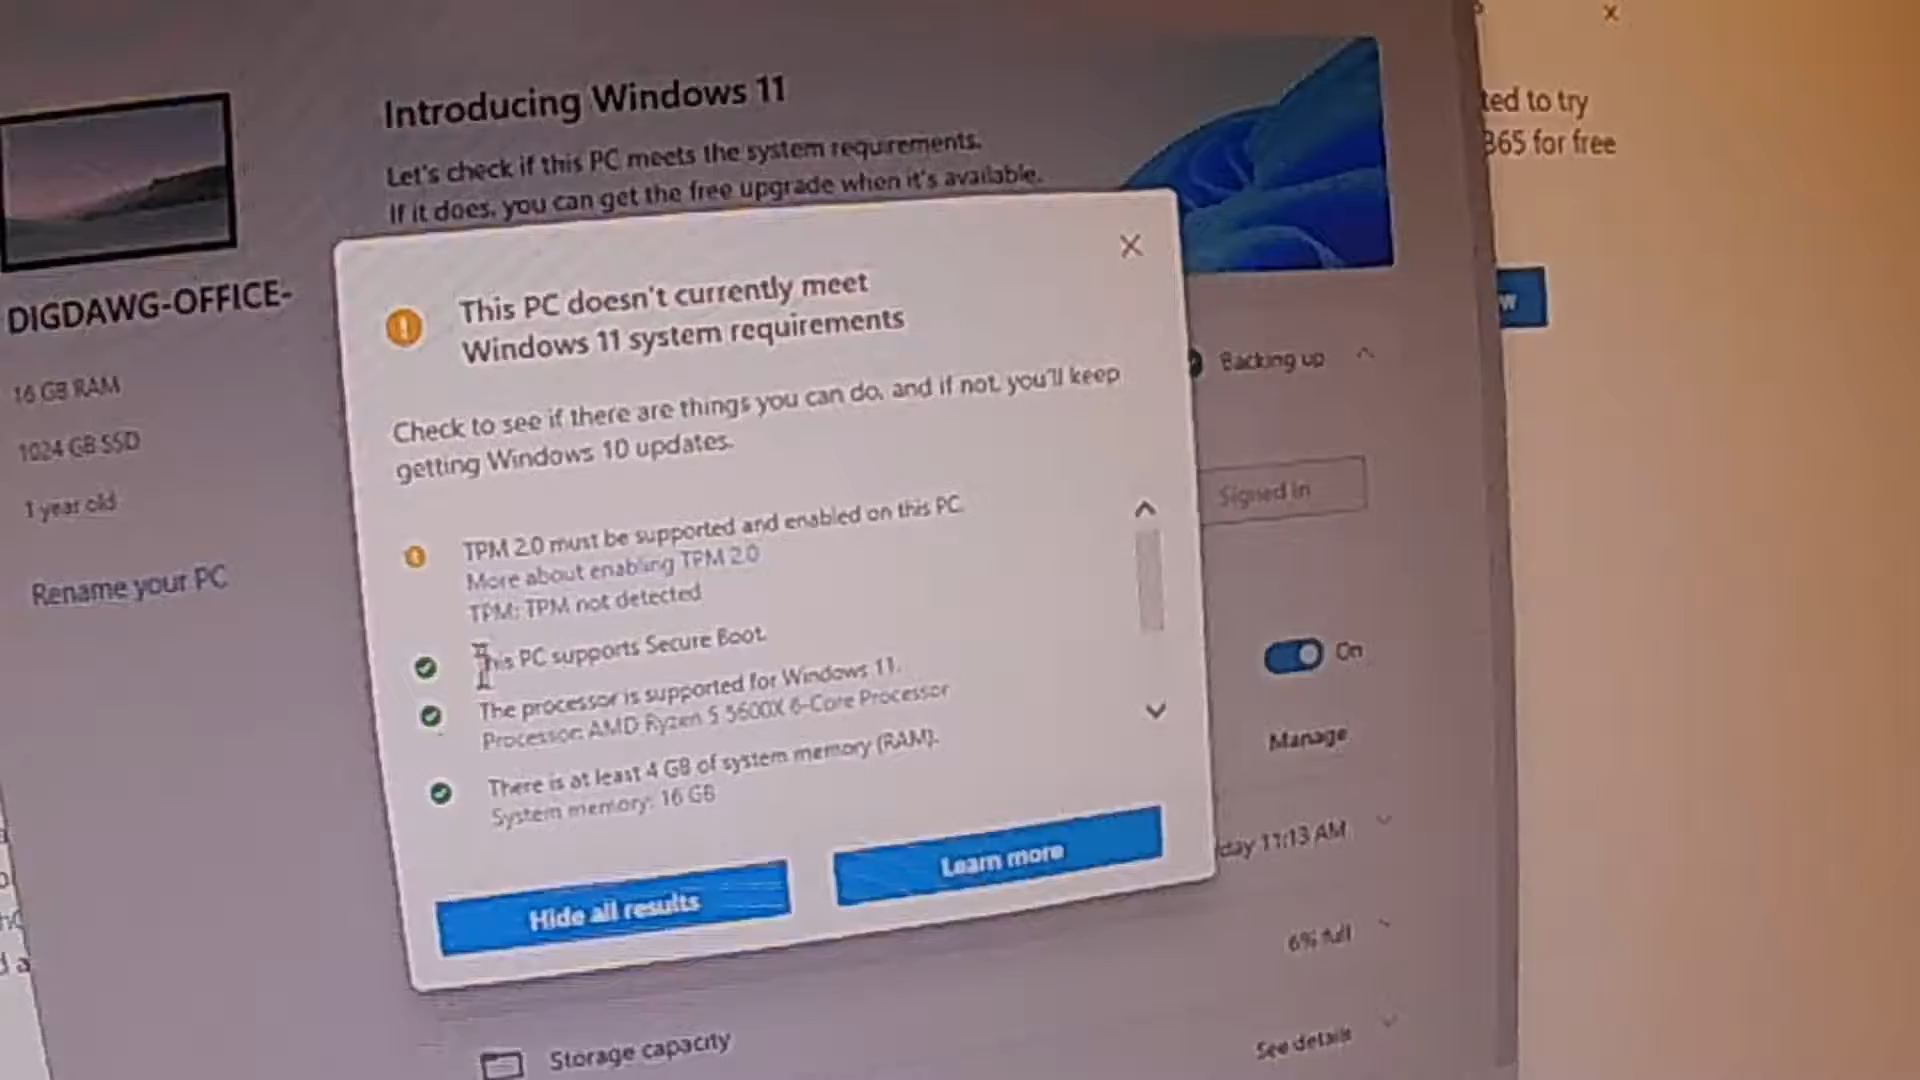 Introducing Windows 11
Let's check if this PC meets the system requirements.
If it does, you can get the free upgrade when it's available.
ted to try
365 for free
DIGDAWG-OFFICE-
16 GB RAM
1024 GB SSD
1 year old
Rename your PC
This PC doesn't currently meet
Windows 11 system requirements
Check to see if there are things you can do, and if not, you'll keep
getting Windows 10 updates.
TPM 2.0 must be supported and enabled on this PC.
More about enabling TPM 2.0
TPM: TPM not detected
This PC supports Secure Boot.
The processor is supported for Windows 11.
Processor: AMD Ryzen 5 5600X 6-Core Processor
There is at least 4 GB of system memory (RAM).
System memory: 16 GB
Hide all results
Learn more
Backing up
Signed in
On
Manage
day 11:13 AM
6% full
Storage capacity
See details